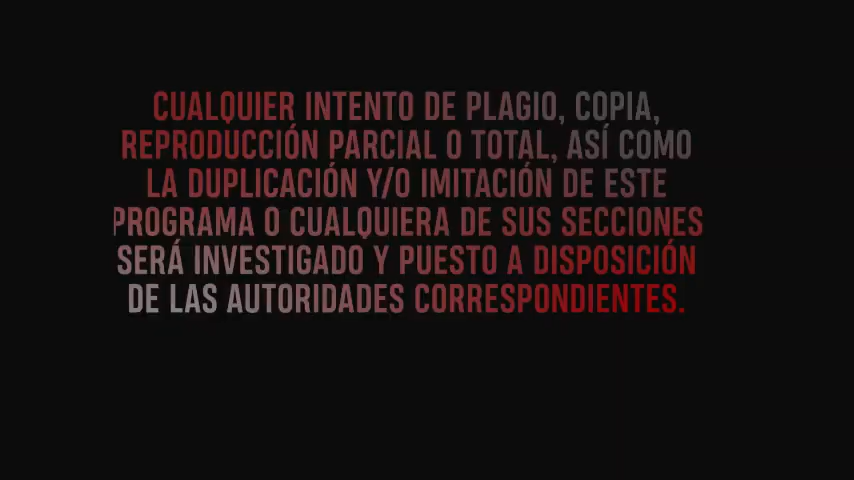 CUALQUIER INTENTO DE PLAGIO, COPIA,
REPRODUCCIÓN PARCIAL O TOTAL, ASÍ COMO
LA DUPLICACIÓN Y/O IMITACIÓN DE ESTE
PROGRAMA O CUALQUIERA DE SUS SECCIONES
SERÁ INVESTIGADO Y PUESTO A DISPOSICIÓN
DE LAS AUTORIDADES CORRESPONDIENTES.